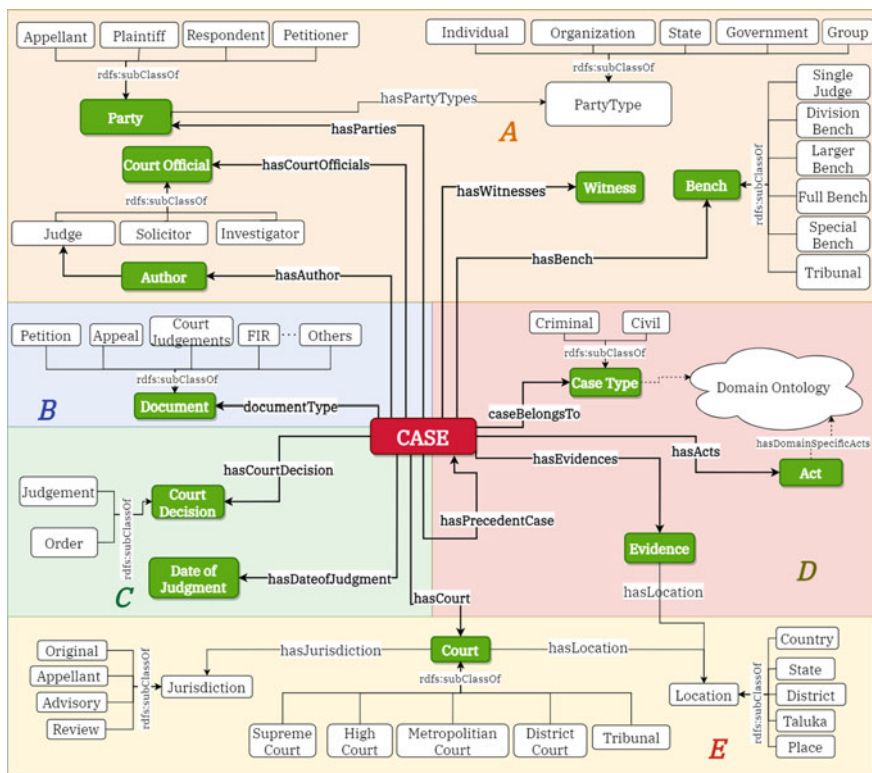 Appellant
Plaintiff
Respondent
Petitioner
Individual
Organization
State
Government
Group
rdfs:subClassOf
rdfs:subClassOf
hasPartyTypes
PartyType
Party
hasParties
A
Single
Judge
Division
Bench
Larger
Bench
Full Bench
Special
Bench
Tribunal
rdfs:subClassOf
Court Official
hasCourtOfficials
hasWitnesses
Witness
Bench
rdfs:subClassOf
Judge
Solicitor
Investigator
Author
hasAuthor
hasBench
Petition
Appeal
Court
Judgements
FIR
Others
rdfs:subClassOf
B
Document
documentType
Criminal
Civil
rdfs:subClassOf
Case Type
Domain Ontology
caseBelongsTo
CASE
hasDomainSpecificActs
hasActs
Act
hasEvidences
hasCourtDecision
Judgement
Order
rdfs:subClassOf
Court
Decision
hasPrecedentCase
Evidence
D
C
Date of
Judgment
hasDateofJudgment
hasLocation
hasCourt
Original
Appellant
Advisory
Review
rdfs:subClassOf
Jurisdiction
hasJurisdiction
Court
hasLocation
rdfs:subClassOf
Supreme
Court
High
Court
Metropolitian
Court
District
Court
Tribunal
Location
rdfs:subClassOf
Country
State
District
Taluka
Place
E